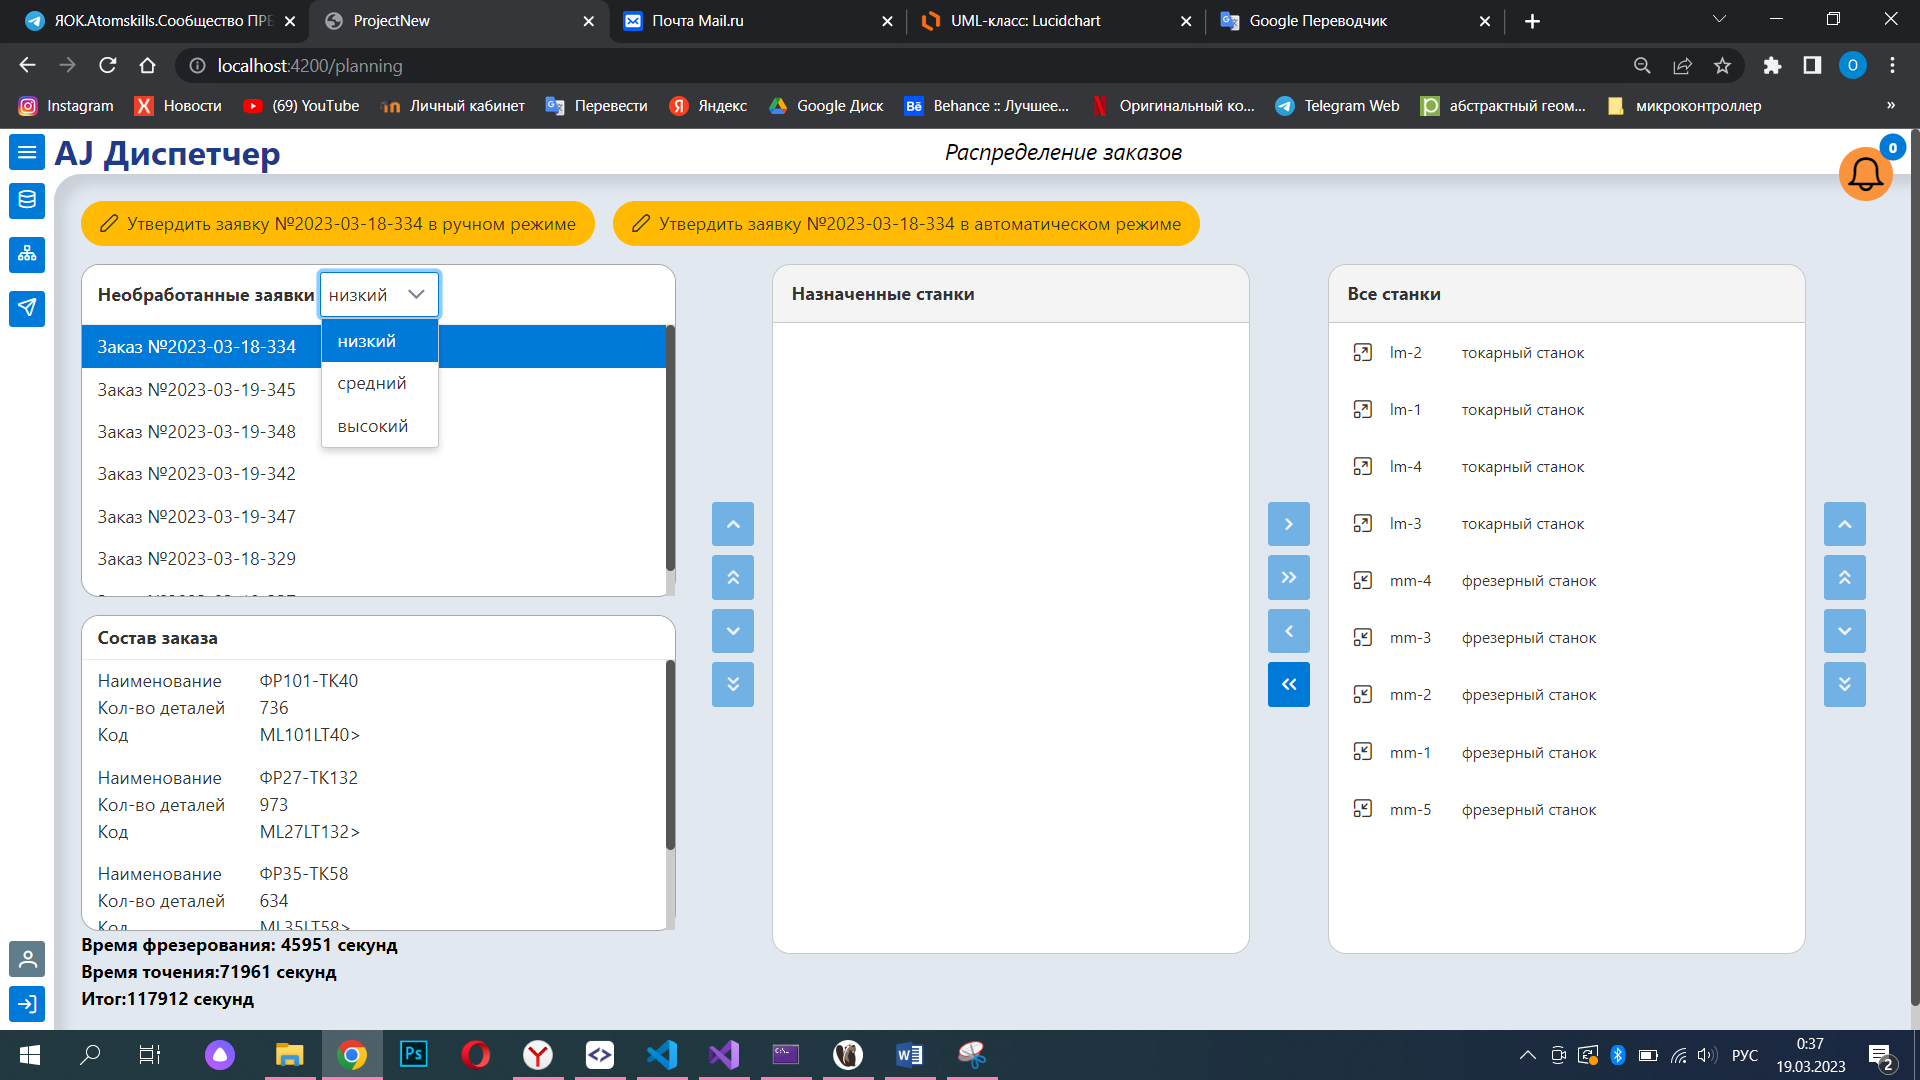 ЯОК.Atomskills.Сообщество ПРБ
ProjectNew
Почта Mail.ru
UML-класс: Lucidchart
Google Переводчик
localhost:4200/planning
O
Instagram
Новости
(69) YouTube
Личный кабинет
Перевести
Яндекс
Google Диск
Behance :: Лучшее...
Оригинальный ко...
Telegram Web
абстрактный геом...
микроконтроллер
»
AJ Диспетчер
Распределение заказов
0
Утвердить заявку №2023-03-18-334 в ручном режиме
Утвердить заявку №2023-03-18-334 в автоматическом режиме
Необработанные заявки
низкий
низкий
средний
высокий
Заказ №2023-03-18-334
Заказ №2023-03-19-345
Заказ №2023-03-19-348
Заказ №2023-03-19-342
Заказ №2023-03-19-347
Заказ №2023-03-18-329
Состав заказа
Наименование ФР101-ТК40
Кол-во деталей 736
Код ML101LT40>
Наименование ФР27-ТК132
Кол-во деталей 973
Код ML27LT132>
Наименование ФР35-ТК58
Кол-во деталей 634
Код ML35LT58>
Время фрезерования: 45951 секунд
Время точения:71961 секунд
Итог:117912 секунд
Назначенные станки
Все станки
lm-2 токарный станок
lm-1 токарный станок
lm-4 токарный станок
lm-3 токарный станок
mm-4 фрезерный станок
mm-3 фрезерный станок
mm-2 фрезерный станок
mm-1 фрезерный станок
mm-5 фрезерный станок
Ps
РУС
0:37
19.03.2023
2